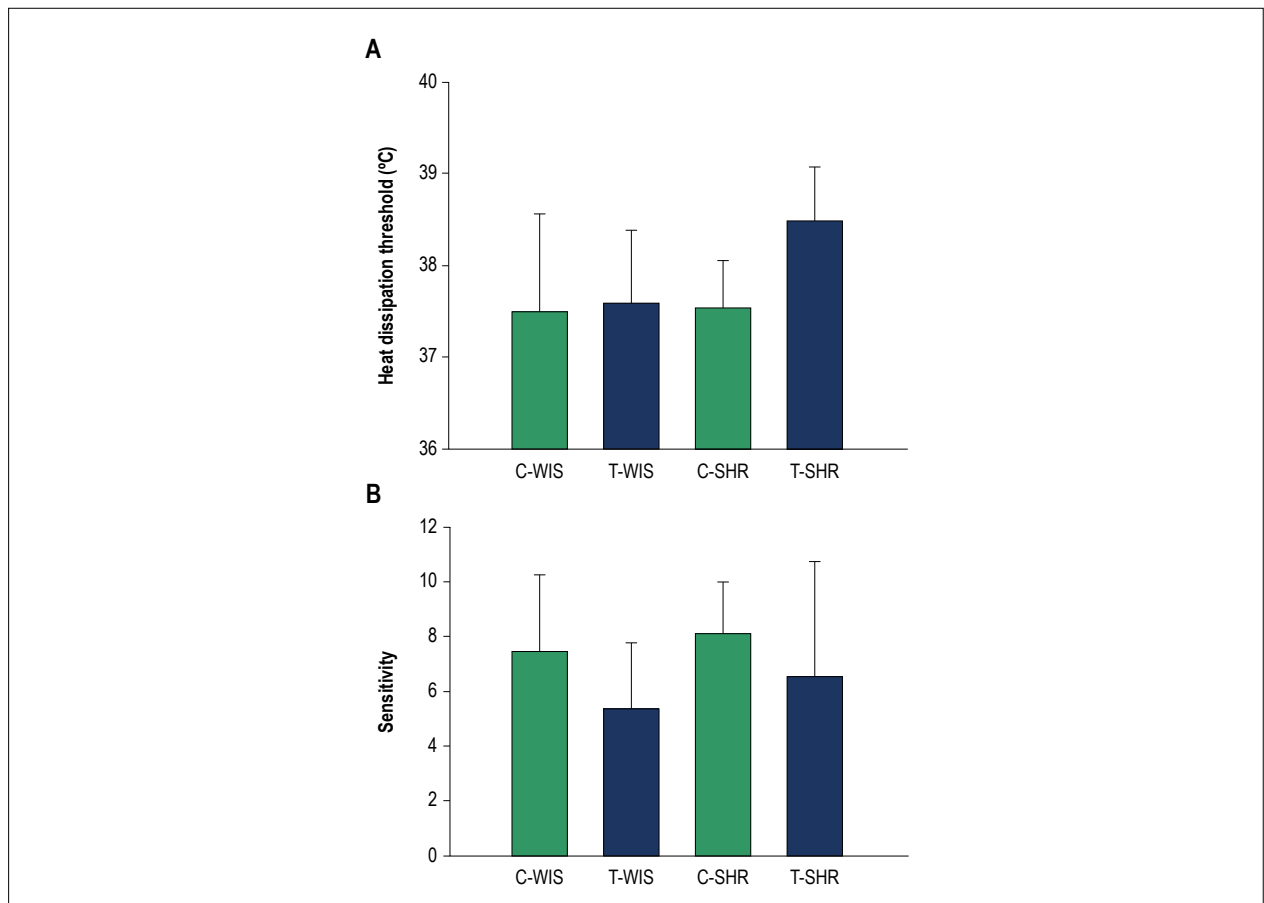 A
Heat dissipation threshold (ºC)
40
39
38
37
36
C-WIS T-WIS C-SHR T-SHR
B
Sensitivity
12
10
8
6
4
2
0
C-WIS T-WIS C-SHR T-SHR